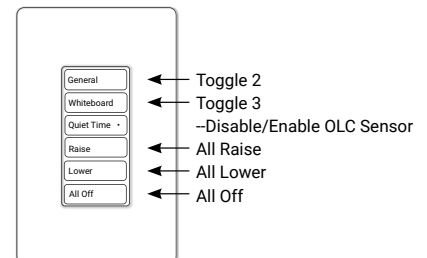 General
Whiteboard
Quiet Time •
Raise
Lower
All Off
Toggle 2
Toggle 3
--Disable/Enable OLC Sensor
All Raise
All Lower
All Off